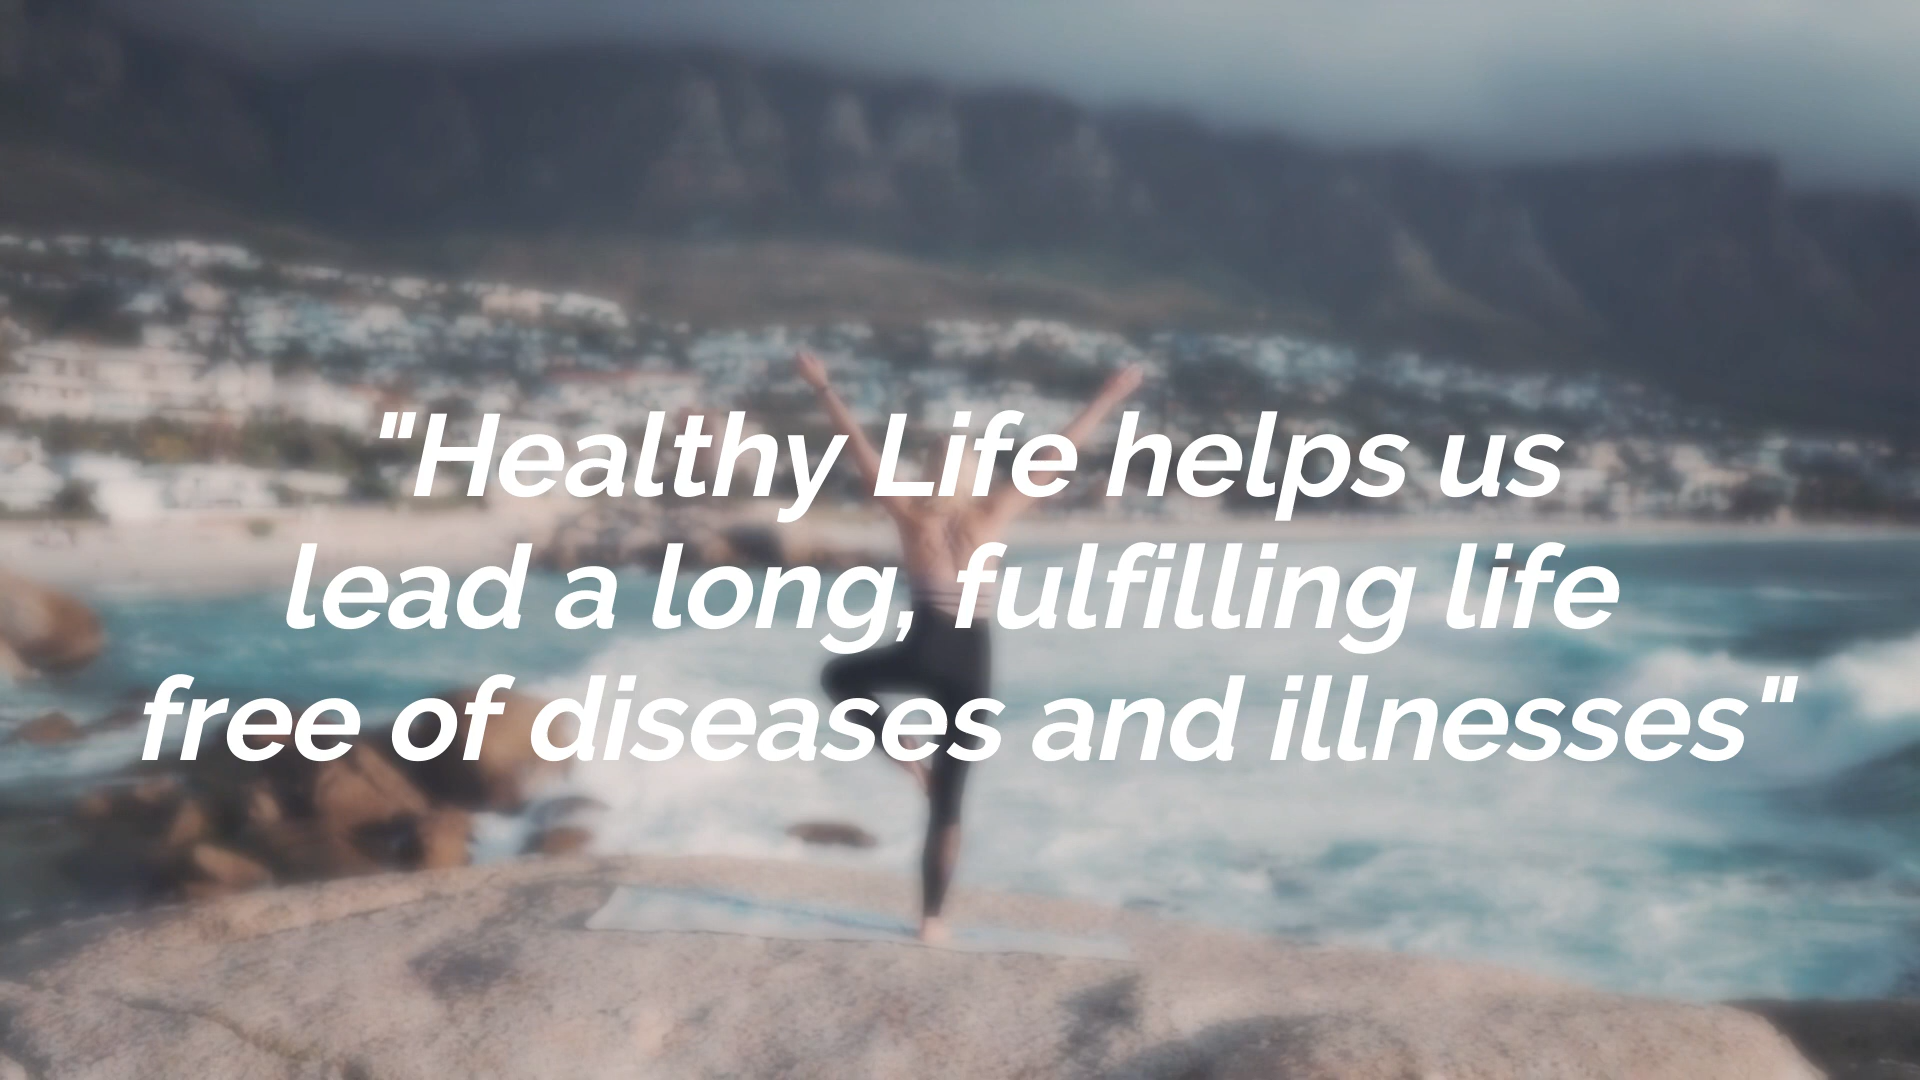 "Healthy Life helps us
lead a long, fulfilling life
free of diseases and illnesses"